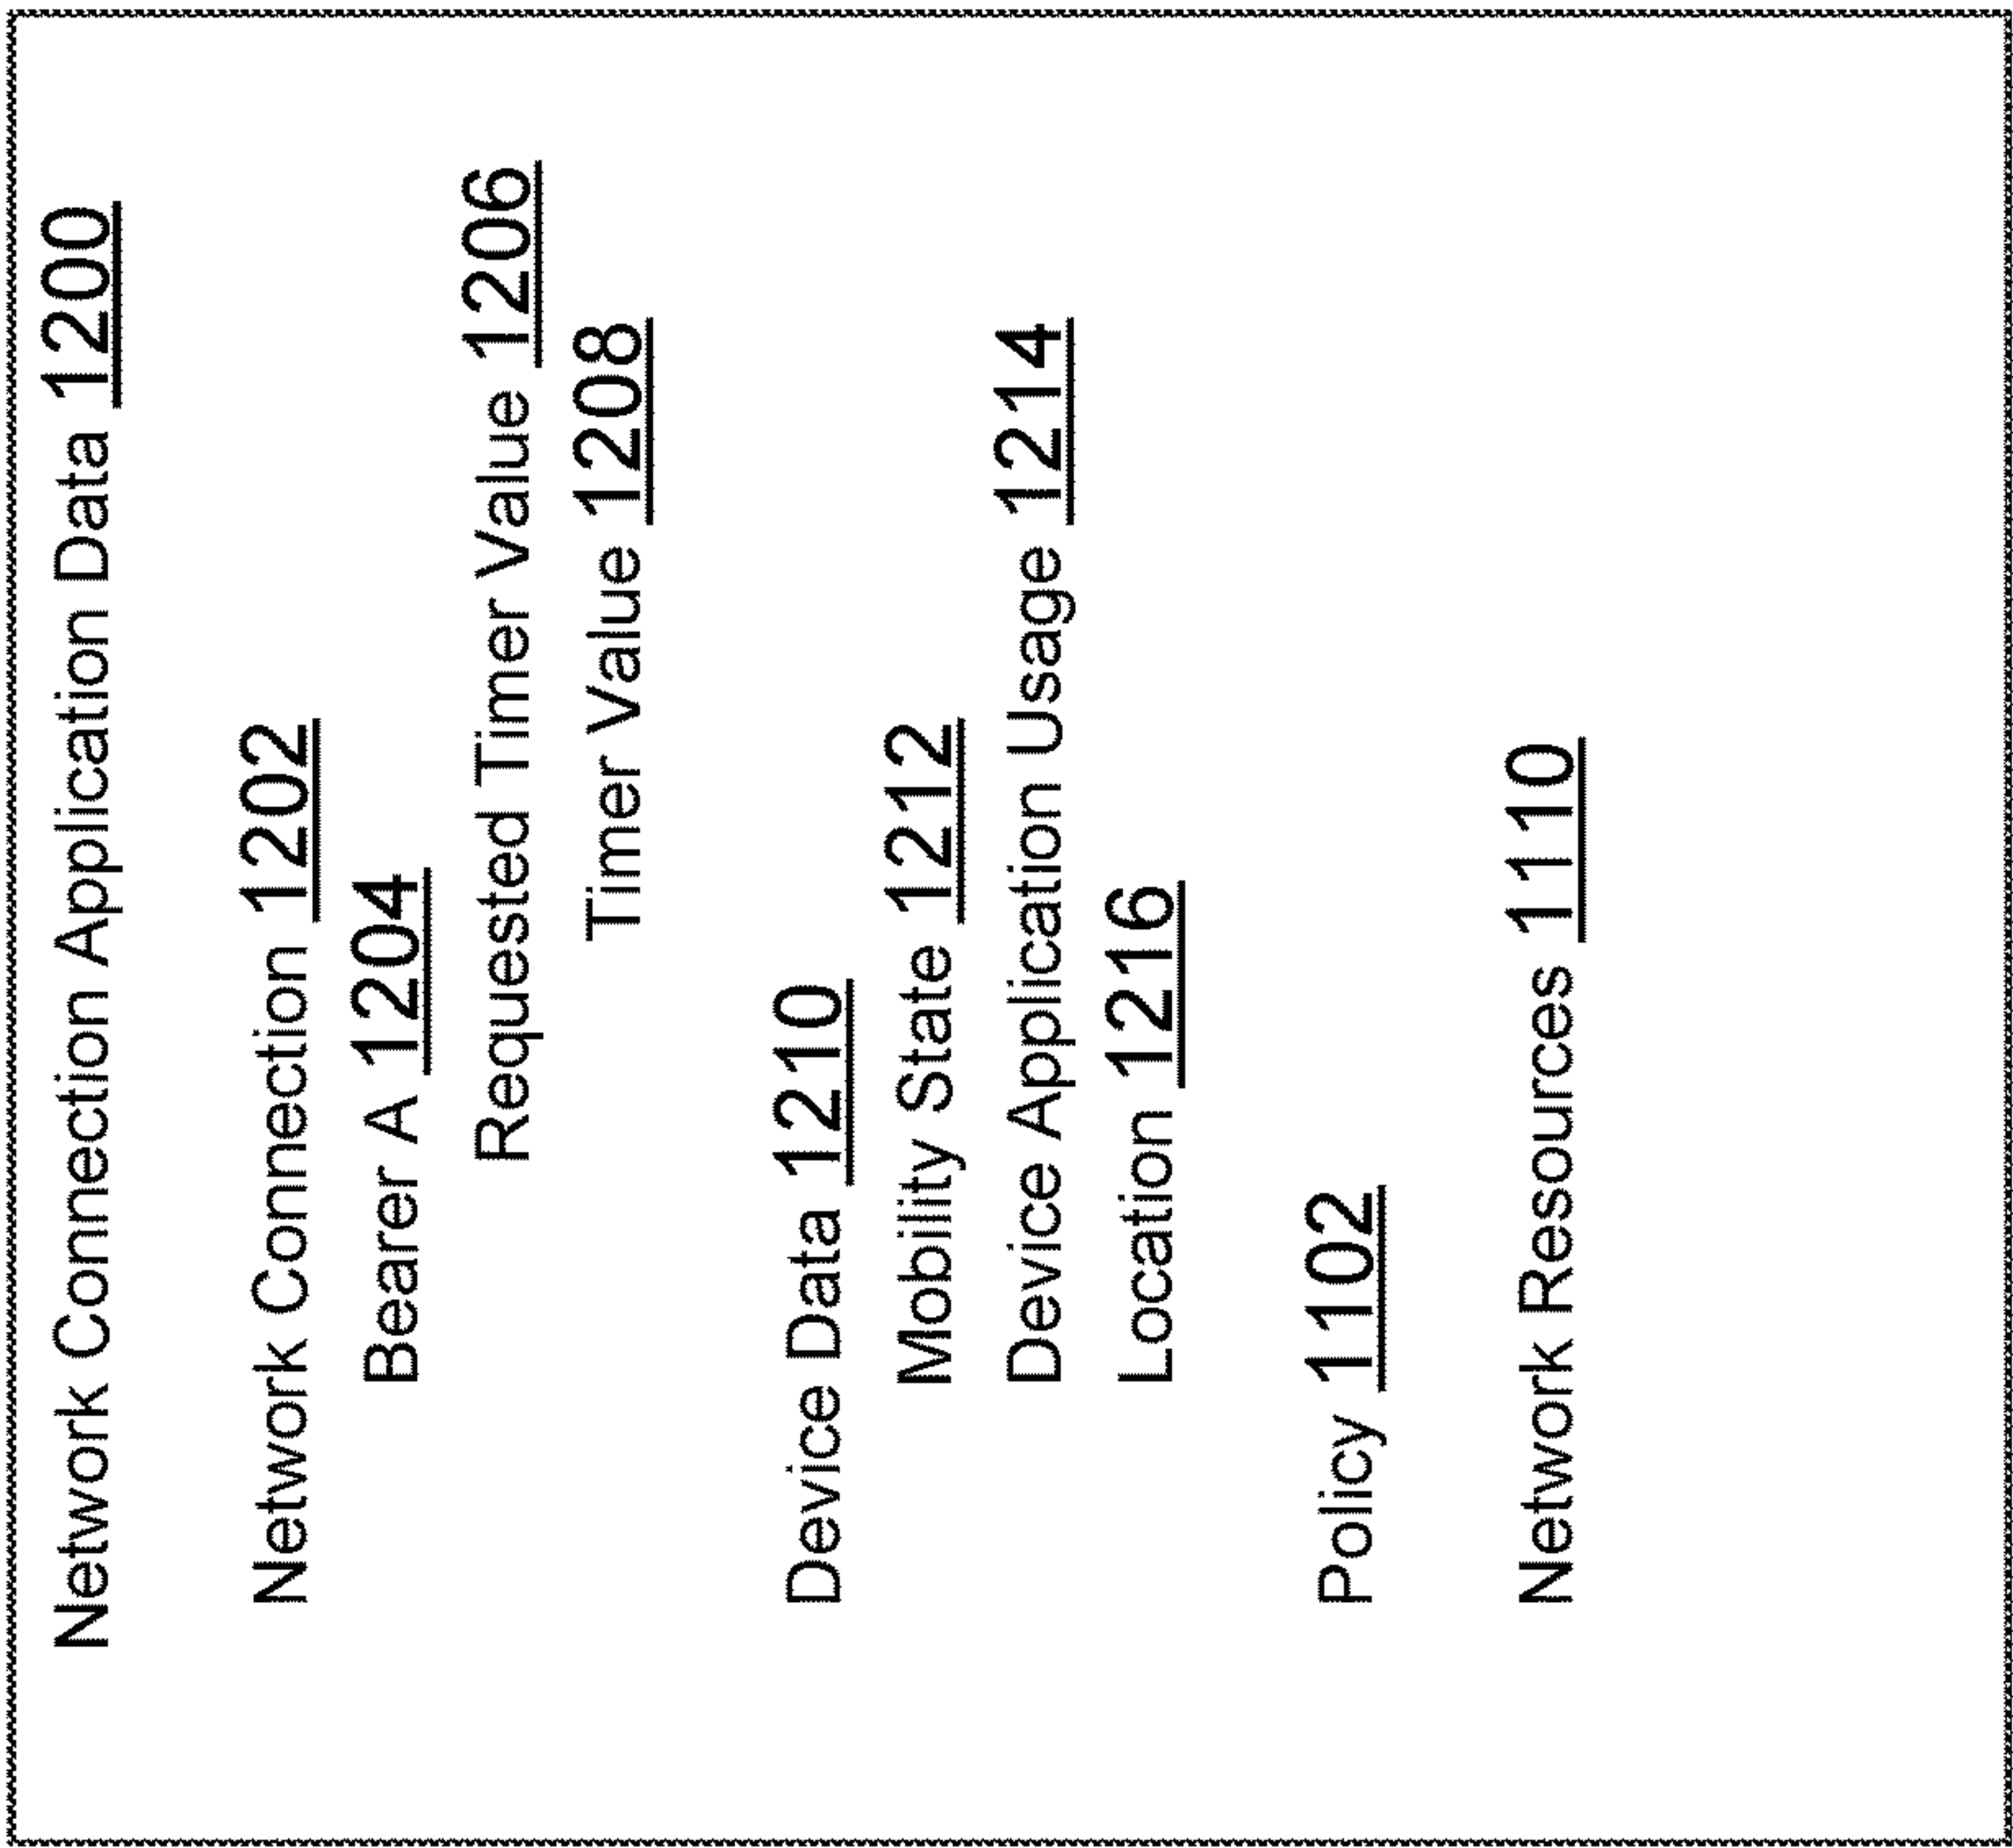 Network Connection Application Data 1200
Network Connection 1202
Bearer A 1204
Requested Timer Value 1206
Timer Value 1208
Device Data 1210
Mobility State 1212
Device Application Usage 1214
Location 1216
Policy 1102
Network Resources 1110